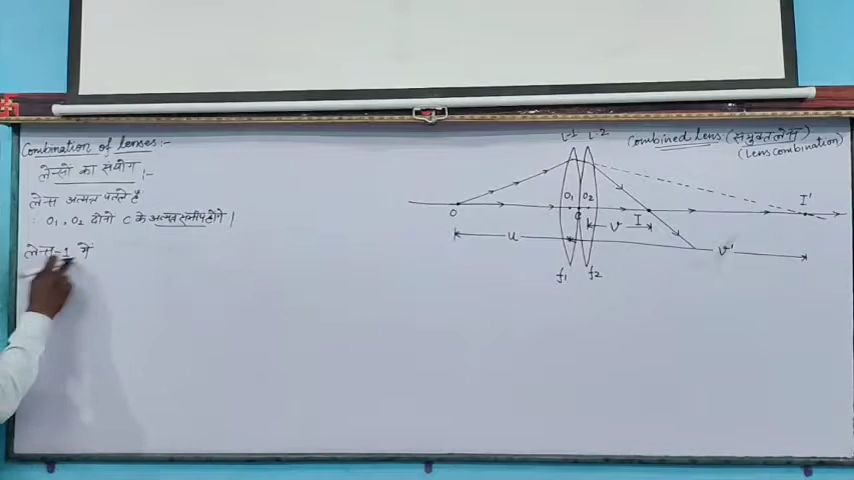 Combination of lenses:-
लेन्सों का संयोग :-
लेंस अत्यन्त पतले हैं
∴ O₁, O₂ दोनों C के अत्यन्त समीप होंगे।
लेंस-1 में
Combined Lens (संयुक्त लेंस)
(Lens Combination)
L-1 L-2
O
O₁ O₂
C
I
I'
u
v
v'
f₁ f₂